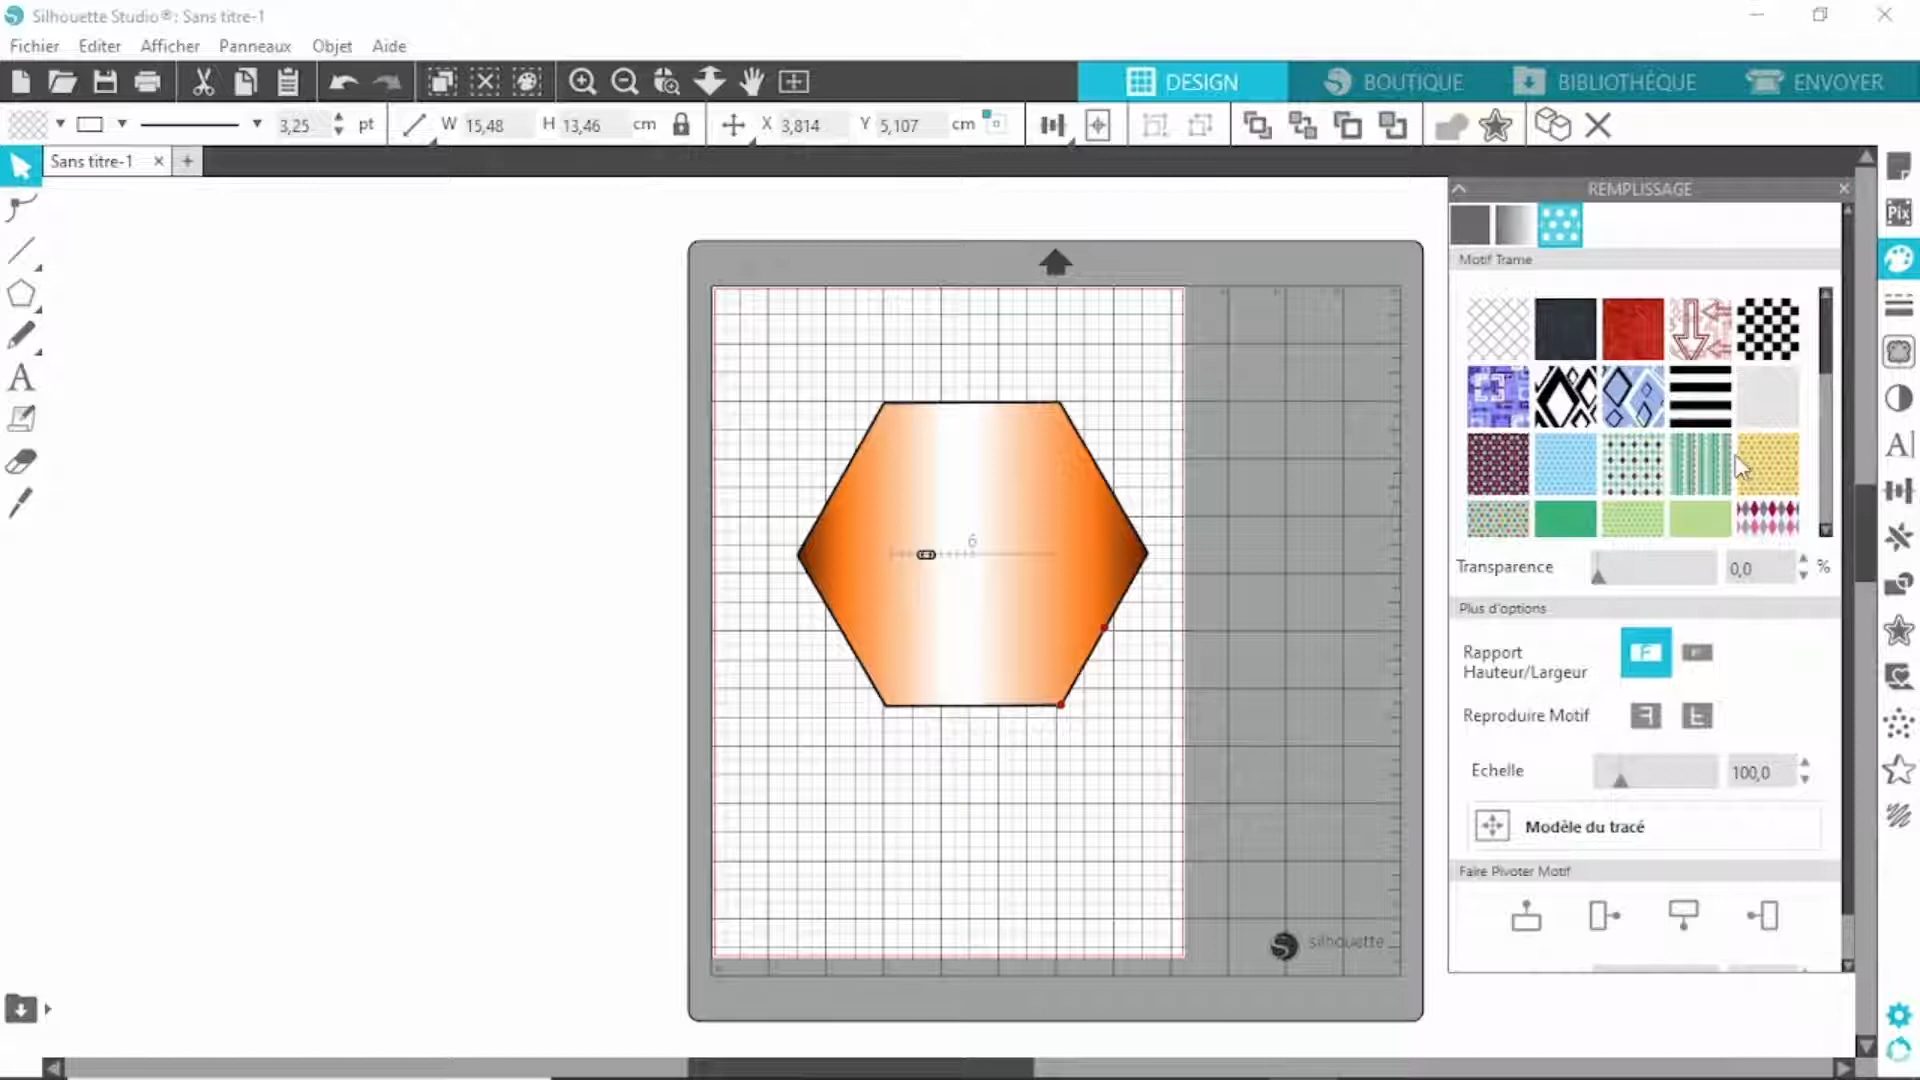 Silhouette Studio®: Sans titre-1
Fichier Editer Afficher Panneaux Objet Aide
DESIGN BOUTIQUE BIBLIOTHÈQUE ENVOYER
3,25 pt W 15,48 H 13,46 cm X 3,814 Y 5,107 cm
Sans titre-1
REMPLISSAGE
Pix
Motif Trame
6
Transparence 0,0 %
Plus d'options
Rapport
Hauteur/Largeur
Reproduire Motif
Echelle 100,0
Modèle du tracé
Faire Pivoter Motif
silhouette